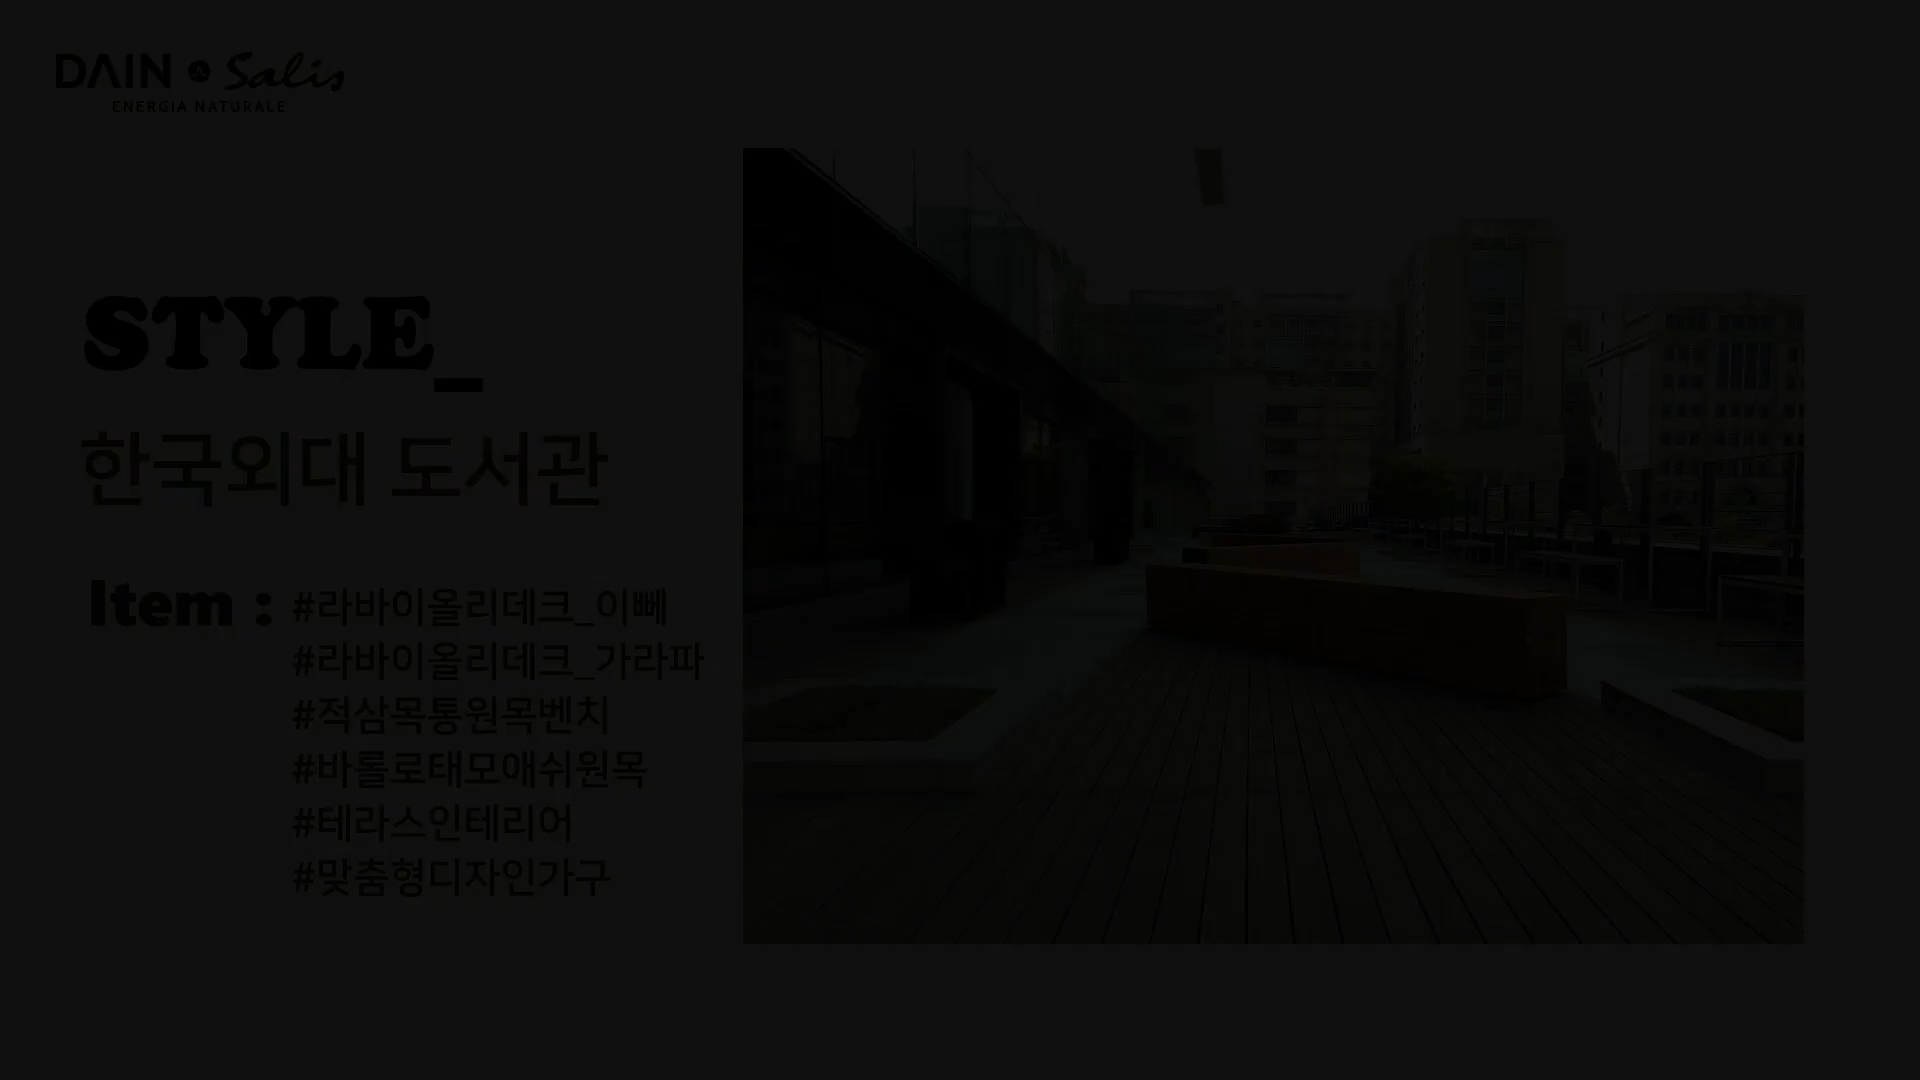 DAIN Salis
ENERGIA NATURALE
STYLE_
한국외대 도서관
Item : #라바이올리데크_이뻬
#라바이올리데크_가라파
#적삼목통원목벤치
#바롤로태모애쉬원목
#테라스인테리어
#맞춤형디자인가구